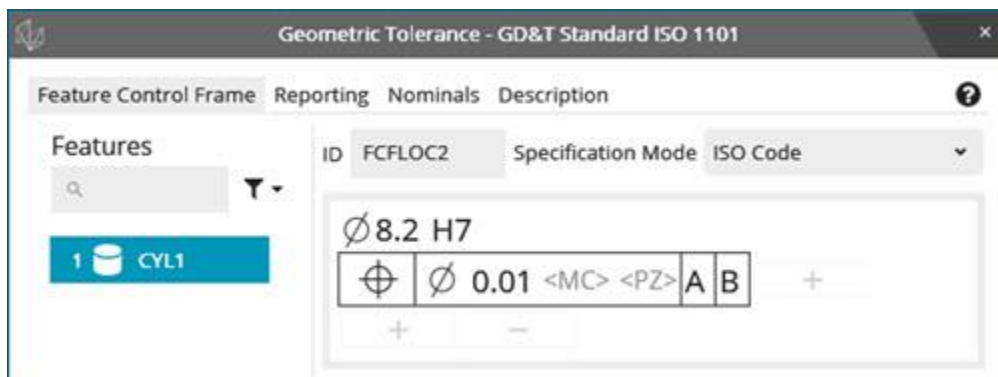 Geometric Tolerance - GD&T Standard ISO 1101
Feature Control Frame Reporting Nominals Description
Features
ID FCFLOC2 Specification Mode ISO Code
1 CYL1
∅8.2 H7
⌖ ∅ 0.01 <MC> <PZ> A B